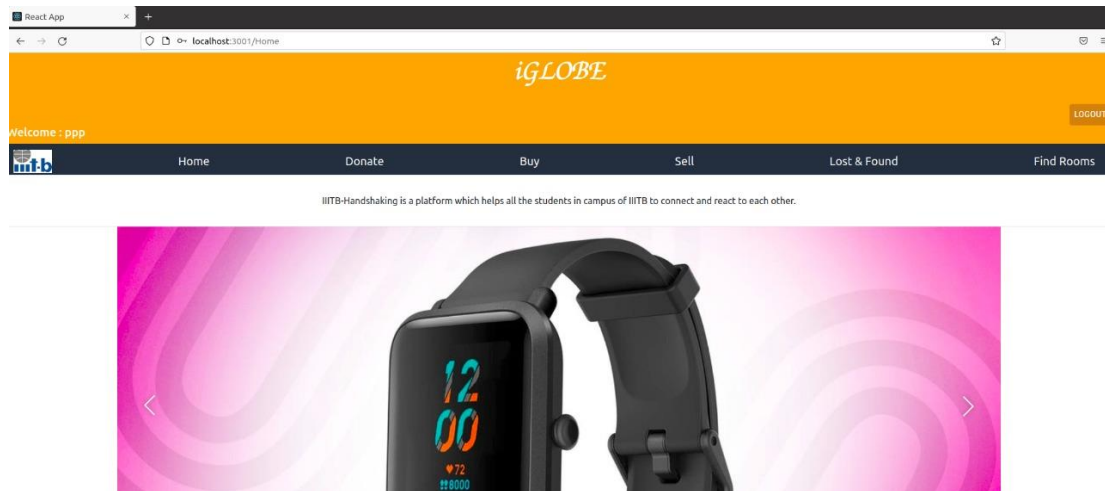 React App
localhost:3001/Home
iGLOBE
LOGOUT
Welcome : ppp
iiit-b Home Donate Buy Sell Lost & Found Find Rooms
IIITB-Handshaking is a platform which helps all the students in campus of IIITB to connect and react to each other.
12
00
72
6000